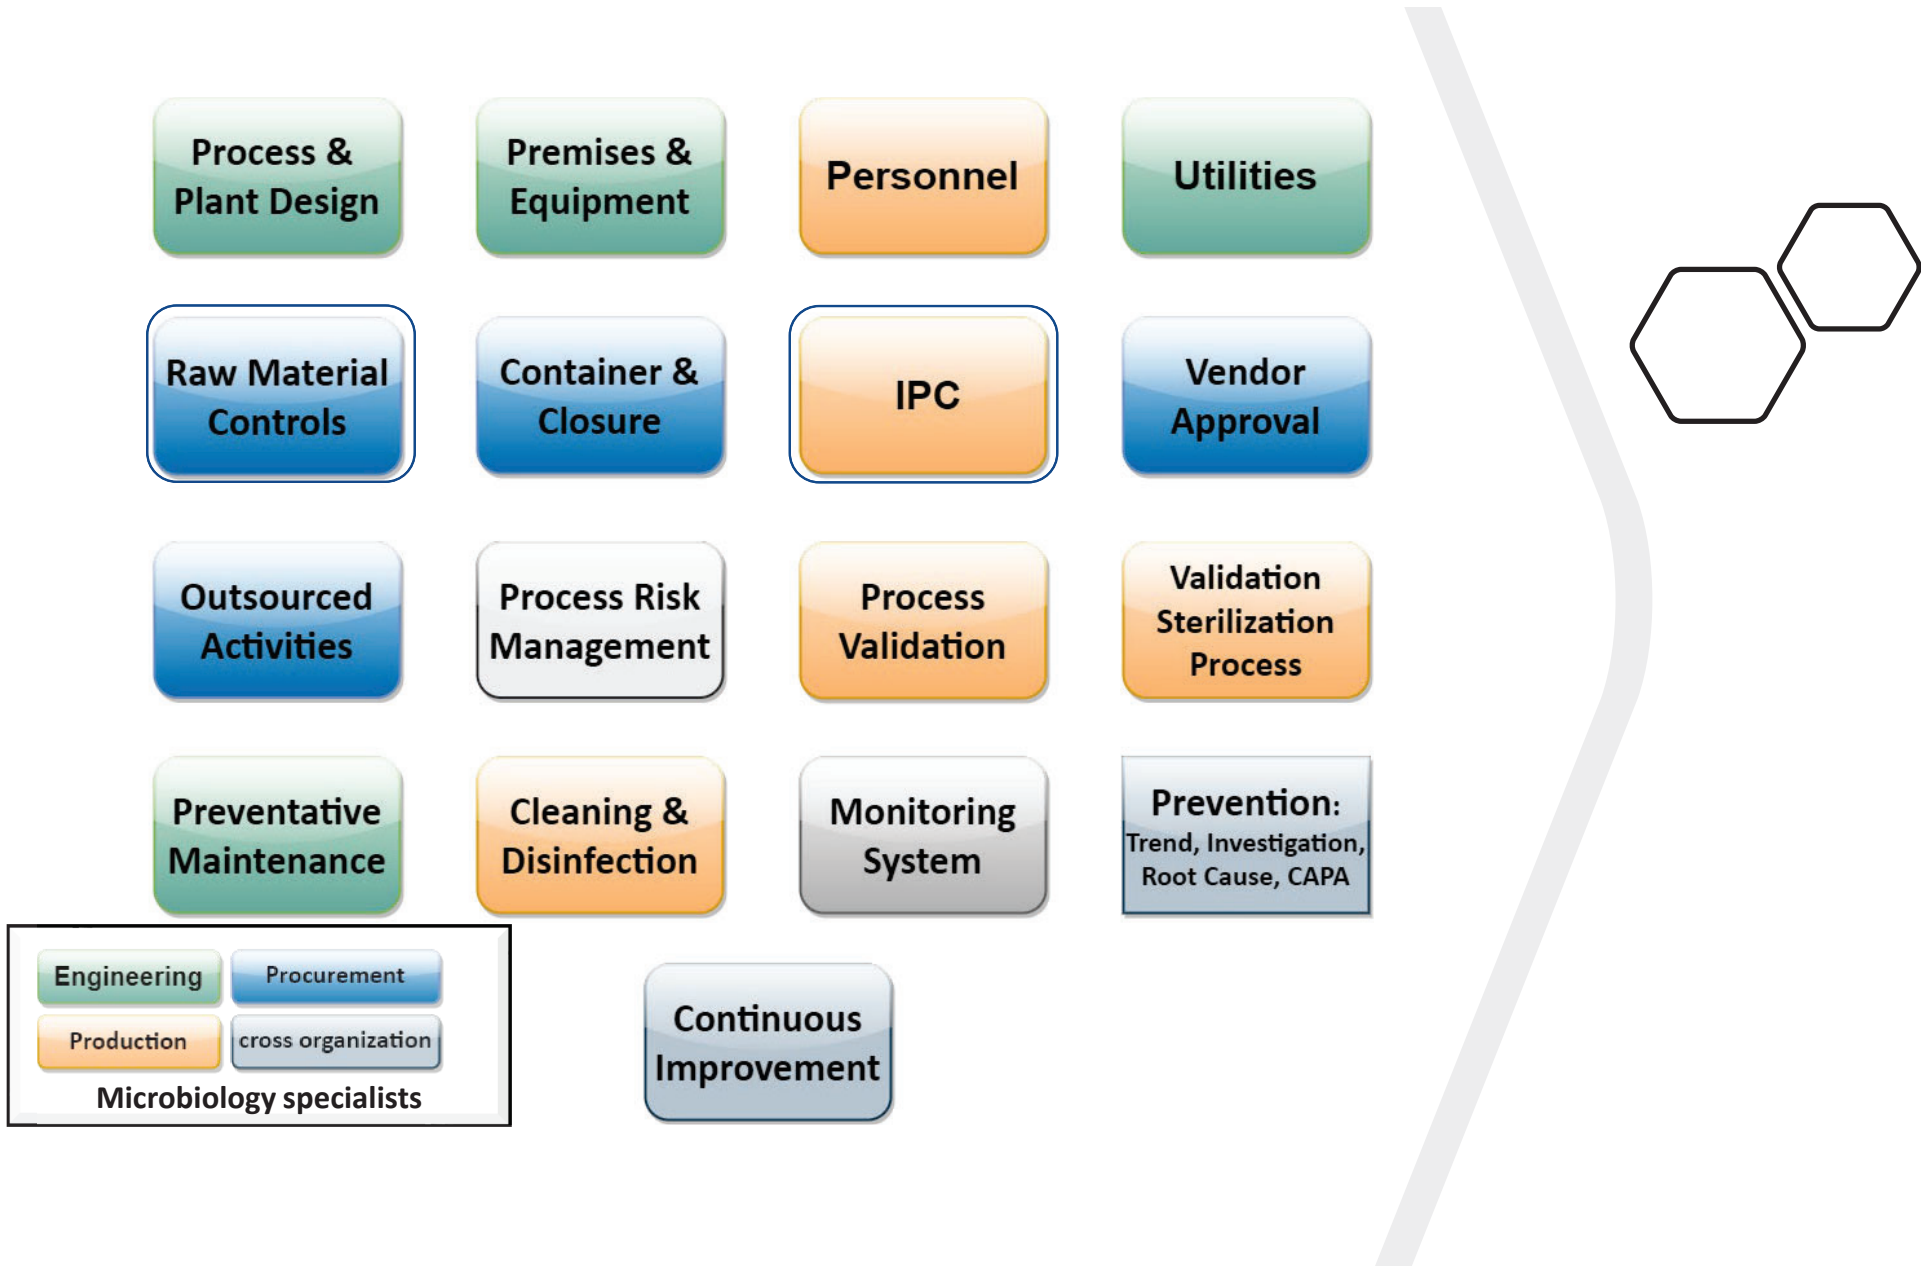 Process &
Plant Design
Premises &
Equipment
Personnel
Utilities
Raw Material
Controls
Container &
Closure
IPC
Vendor
Approval
Outsourced
Activities
Process Risk
Management
Process
Validation
Validation
Sterilization
Process
Preventative
Maintenance
Cleaning &
Disinfection
Monitoring
System
Prevention:
Trend, Investigation,
Root Cause, CAPA
Engineering
Procurement
Production
cross organization
Microbiology specialists
Continuous
Improvement